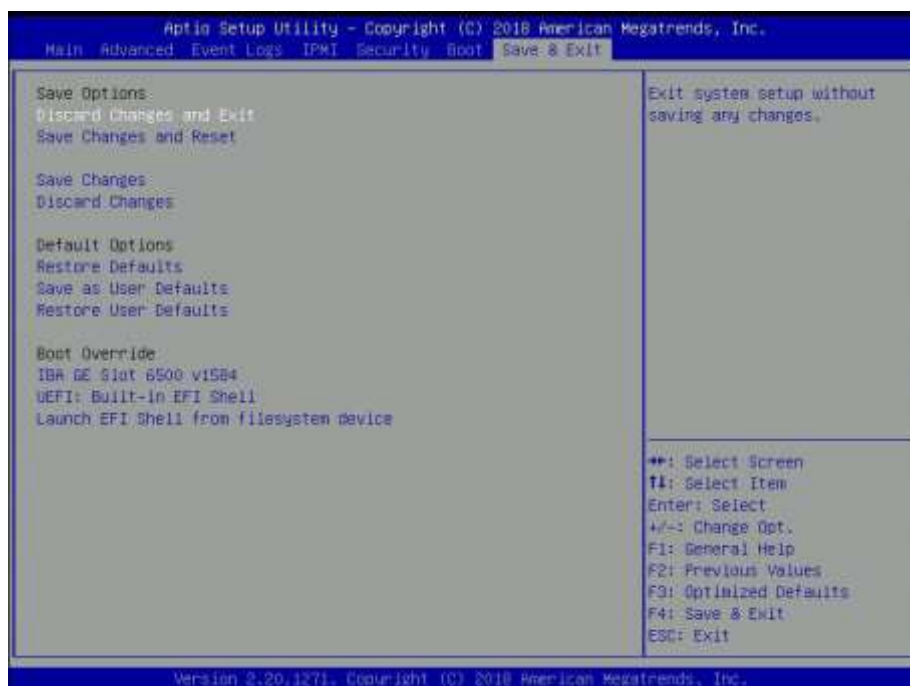 Aptio Setup Utility - Copyright (C) 2018 American Megatrends, Inc.
Main Advanced Event Logs IPMI Security Boot Save & Exit
Save Options
Discard Changes and Exit
Save Changes and Reset
Save Changes
Discard Changes
Default Options
Restore Defaults
Save as User Defaults
Restore User Defaults
Boot Override
IBA GE Slot 6500 v1584
UEFI: Built-in EFI Shell
Launch EFI Shell from filesystem device
Exit system setup without
saving any changes.
→←: Select Screen
↑↓: Select Item
Enter: Select
+/-: Change Opt.
F1: General Help
F2: Previous Values
F3: Optimized Defaults
F4: Save & Exit
ESC: Exit
Version 2.20.1271. Copyright (C) 2018 American Megatrends, Inc.